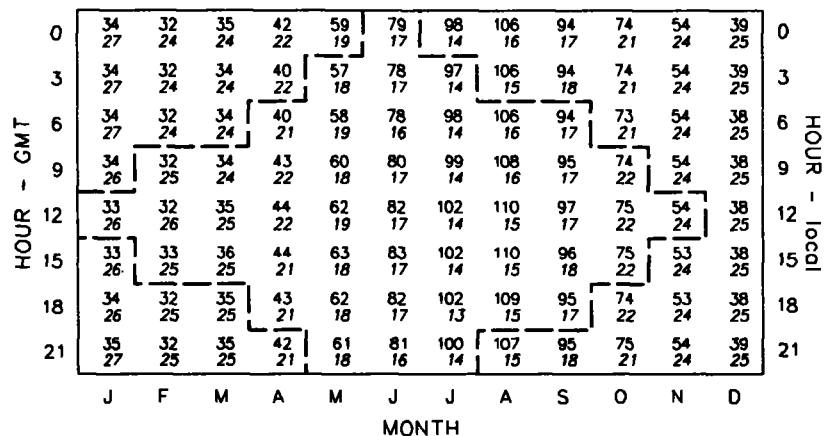 0 34 32 35 42 59 79 98 106 94 74 54 39 0
27 24 24 22 19 17 14 16 17 21 24 25
3 34 32 34 40 57 78 97 106 94 74 54 39 3
27 24 24 22 18 17 14 15 18 21 24 25
6 34 32 34 40 58 78 98 106 94 73 54 38 6
27 24 24 21 19 16 14 16 17 21 24 25
9 34 32 34 43 60 80 99 108 95 74 54 38 9
26 25 24 22 18 17 14 16 17 22 24 25
12 33 32 35 44 62 82 102 110 97 75 54 38 12
26 26 25 22 19 17 14 15 17 22 24 25
15 33 33 36 44 63 83 102 110 96 75 53 38 15
26 25 25 21 18 17 14 15 18 22 24 25
18 34 32 35 43 62 82 102 109 95 74 53 38 18
26 25 25 21 18 17 13 15 17 22 24 25
21 35 32 35 42 61 81 100 107 95 75 54 39 21
27 25 25 21 18 16 14 15 18 21 24 25
HOUR - GMT
HOUR - local
J F M A M J J A S O N D
MONTH